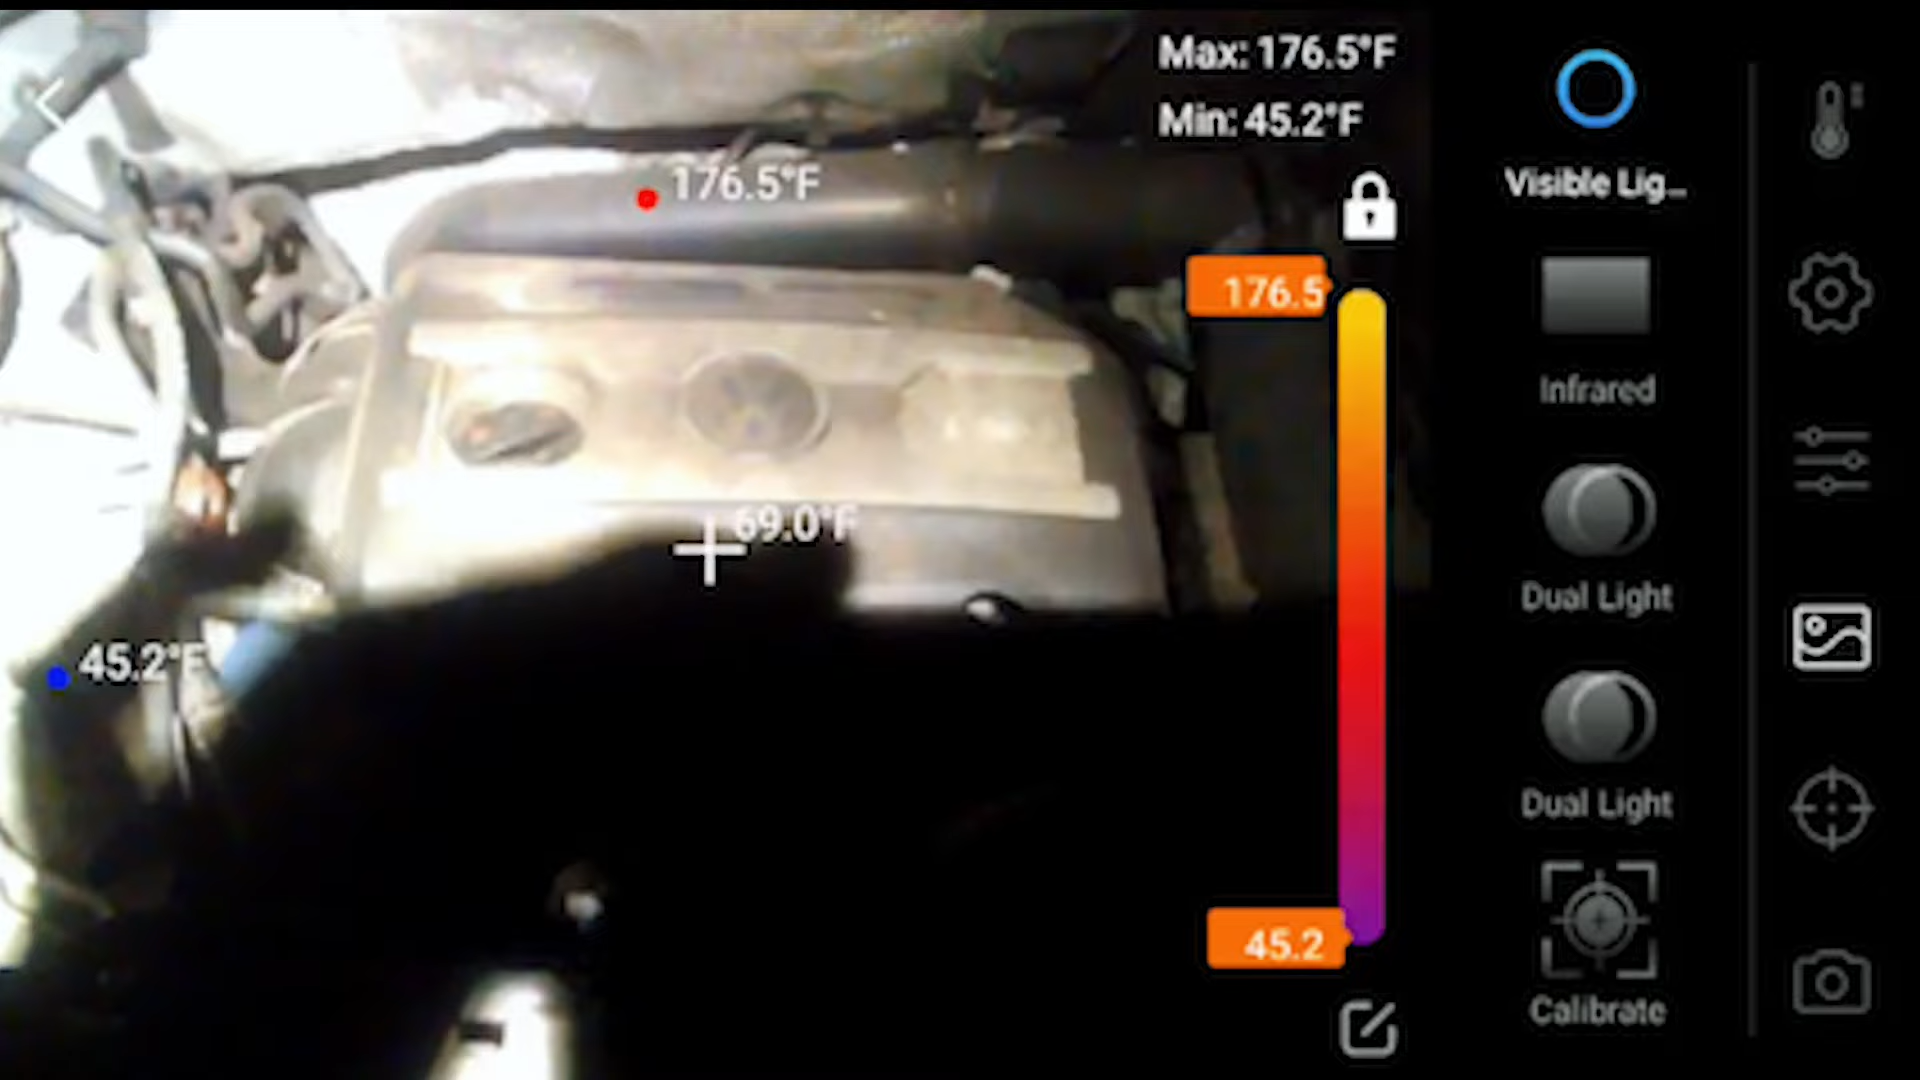 Max: 176.5°F
Min: 45.2°F
176.5°F
Visible Lig...
176.5
Infrared
69.0°F
Dual Light
45.2°F
Dual Light
45.2
Calibrate